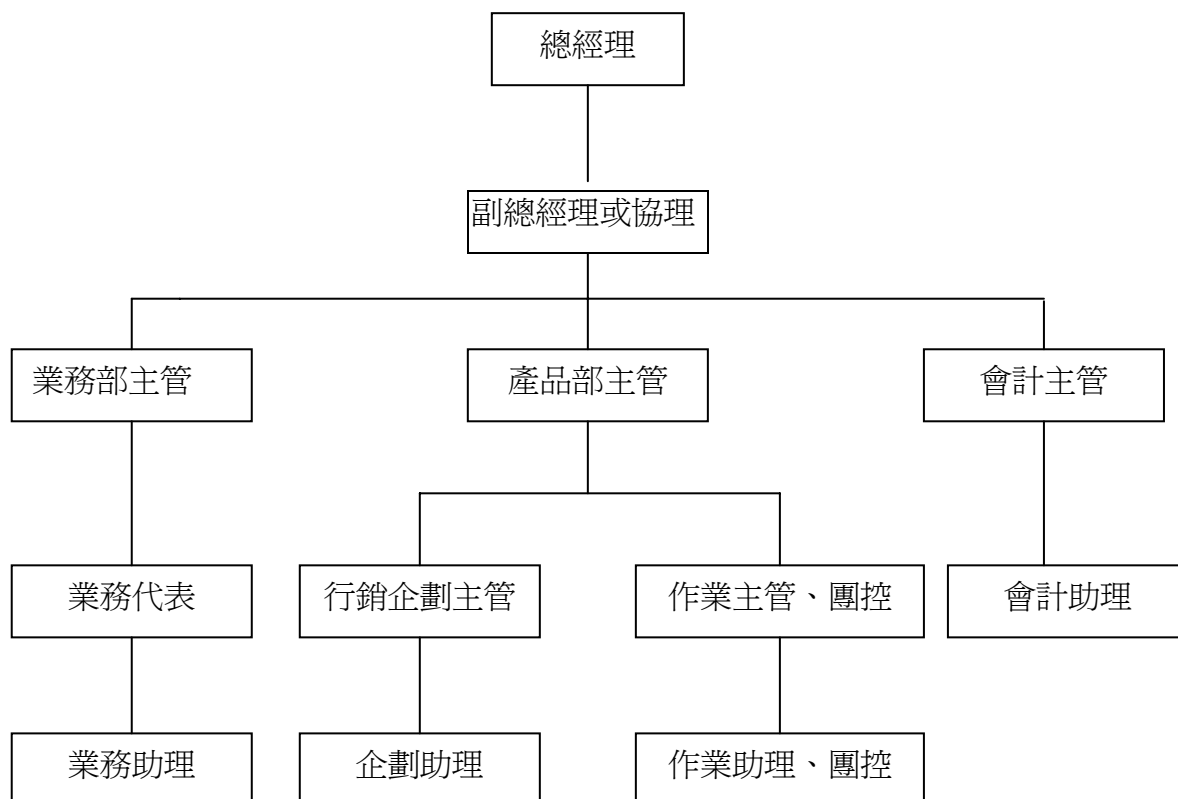 總經理
副總經理或協理
業務部主管
產品部主管
會計主管
業務代表
行銷企劃主管
作業主管、團控
會計助理
業務助理
企劃助理
作業助理、團控